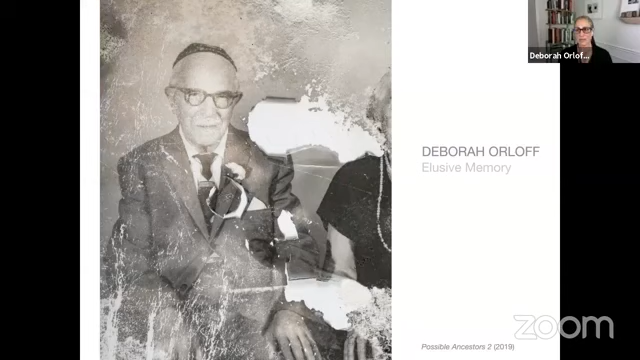 Deborah Orlof...
DEBORAH ORLOFF
Elusive Memory
Possible Ancestors 2 (2019)
zoom